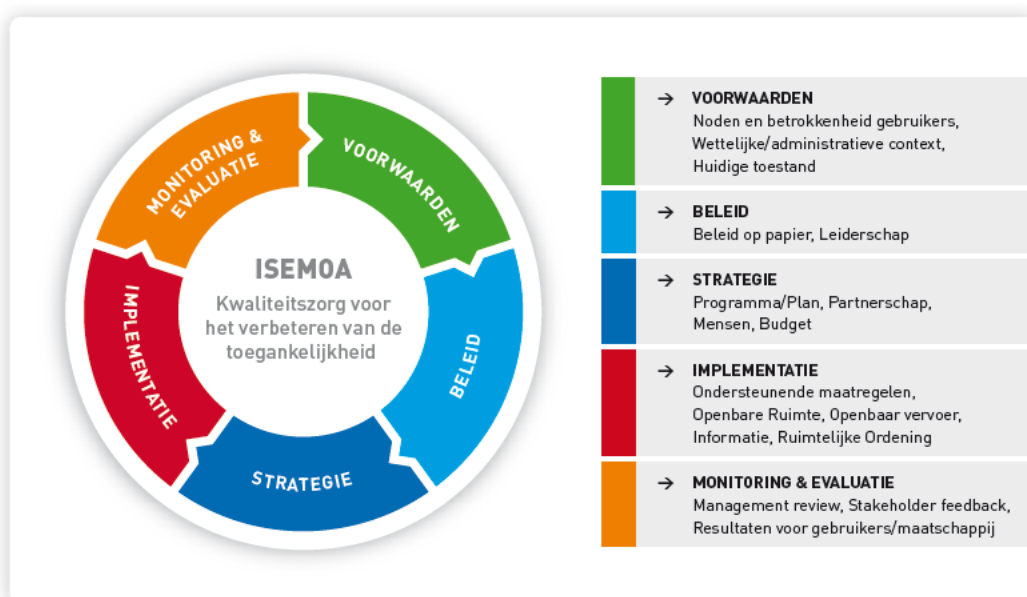 MONITORING &
EVALUATIE
VOORWAARDEN
BELEID
STRATEGIE
IMPLEMENTATIE
ISEMOA
Kwaliteitszorg voor
het verbeteren van de
toegankelijkheid
→ VOORWAARDEN
Noden en betrokkenheid gebruikers,
Wettelijke/administratieve context,
Huidige toestand
→ BELEID
Beleid op papier, Leiderschap
→ STRATEGIE
Programma/Plan, Partnerschap,
Mensen, Budget
→ IMPLEMENTATIE
Ondersteunende maatregelen,
Openbare Ruimte, Openbaar vervoer,
Informatie, Ruimtelijke Ordening
→ MONITORING & EVALUATIE
Management review, Stakeholder feedback,
Resultaten voor gebruikers/maatschappij